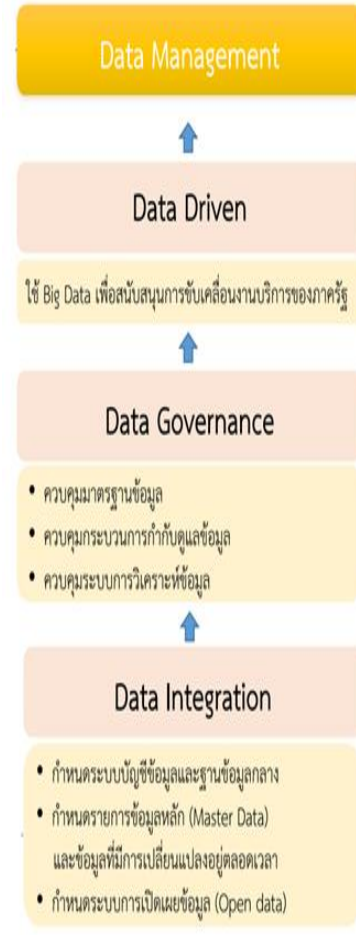 Data Management
Data Driven
ใช้ Big Data เพื่อสนับสนุนการขับเคลื่อนงานบริการของภาครัฐ
Data Governance
• ควบคุมมาตรฐานข้อมูล
• ควบคุมกระบวนการกำกับดูแลข้อมูล
• ควบคุมระบบการวิเคราะห์ข้อมูล
Data Integration
• กำหนดระบบบัญชีข้อมูลและฐานข้อมูลกลาง
• กำหนดรายการข้อมูลหลัก (Master Data)
และข้อมูลที่มีการเปลี่ยนแปลงอยู่ตลอดเวลา
• กำหนดระบบการเปิดเผยข้อมูล (Open data)